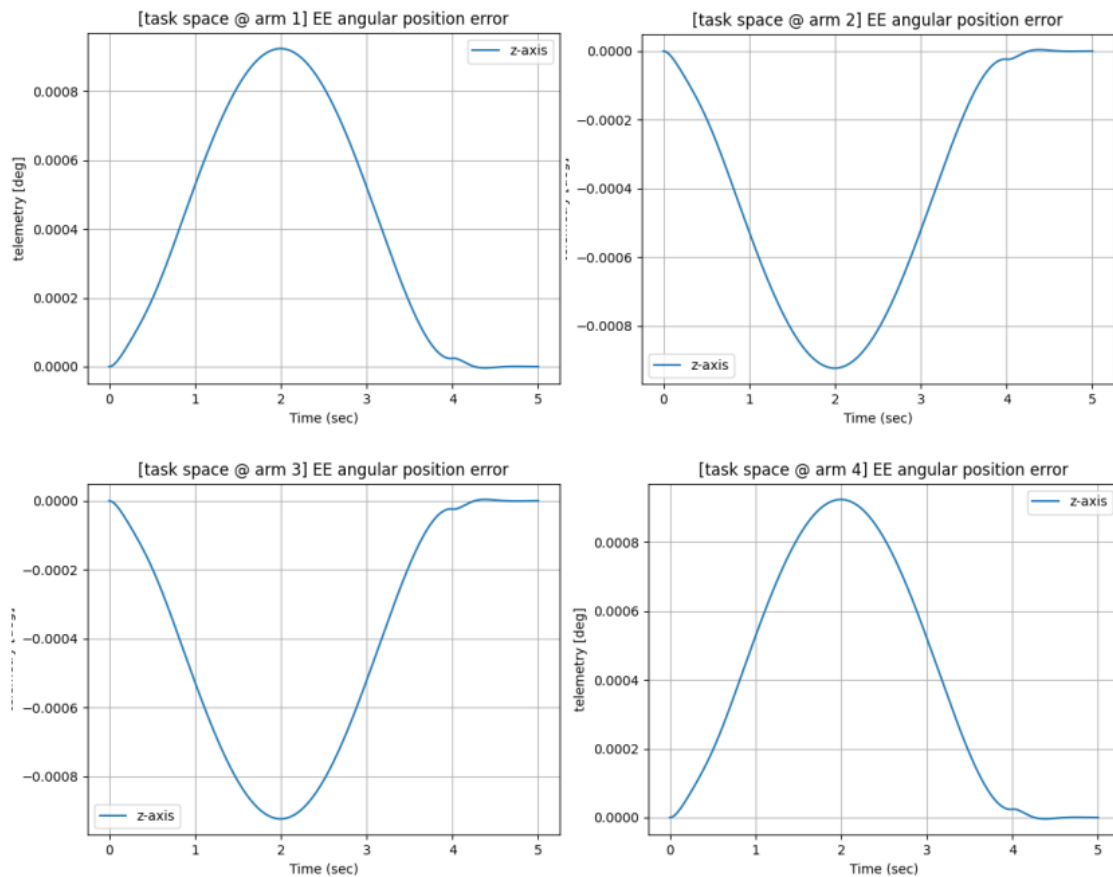 [task space @ arm 1] EE angular position error
z-axis
0.0008
0.0006
0.0004
0.0002
0.0000
telemetry [deg]
0 1 2 3 4 5
Time (sec)
[task space @ arm 2] EE angular position error
0.0000
−0.0002
−0.0004
−0.0006
−0.0008
z-axis
0 1 2 3 4 5
Time (sec)
[task space @ arm 3] EE angular position error
0.0000
−0.0002
−0.0004
−0.0006
−0.0008
z-axis
0 1 2 3 4 5
Time (sec)
[task space @ arm 4] EE angular position error
z-axis
0.0008
0.0006
0.0004
0.0002
0.0000
telemetry [deg]
0 1 2 3 4 5
Time (sec)